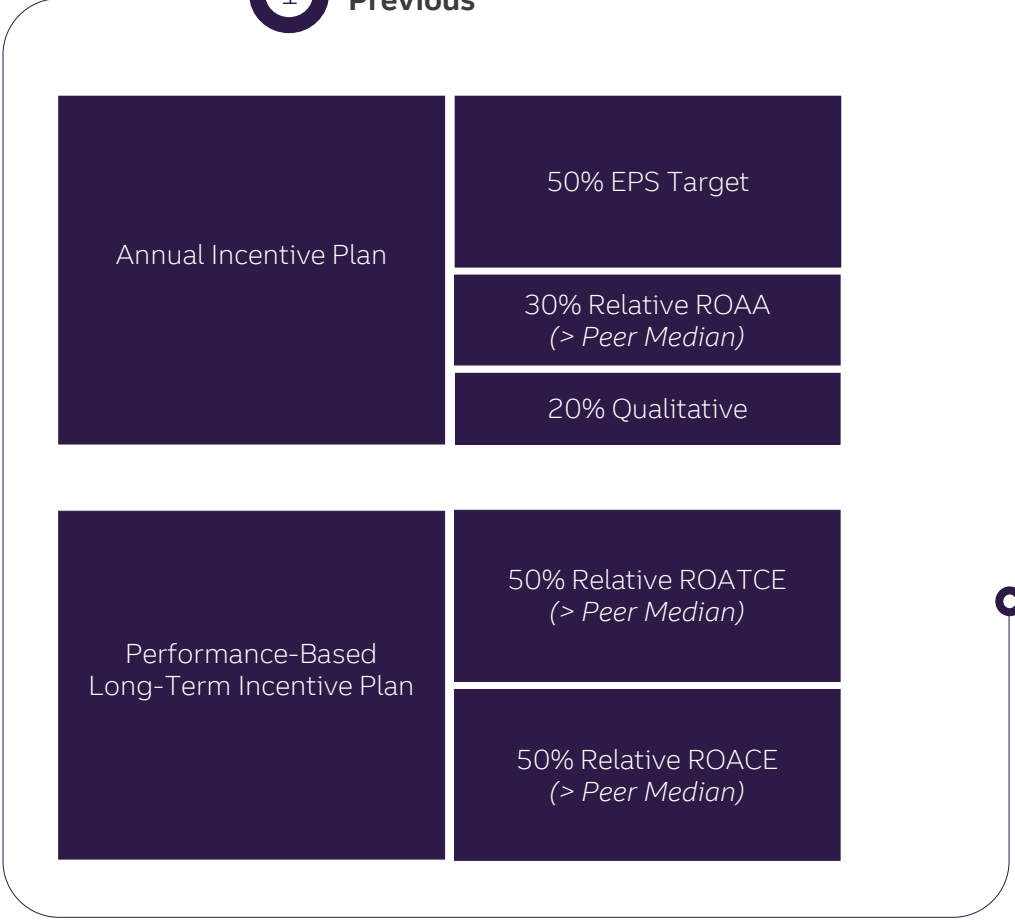 1 Previous
Annual Incentive Plan
50% EPS Target
30% Relative ROAA
(> Peer Median)
20% Qualitative
Performance-Based
Long-Term Incentive Plan
50% Relative ROATCE
(> Peer Median)
50% Relative ROACE
(> Peer Median)